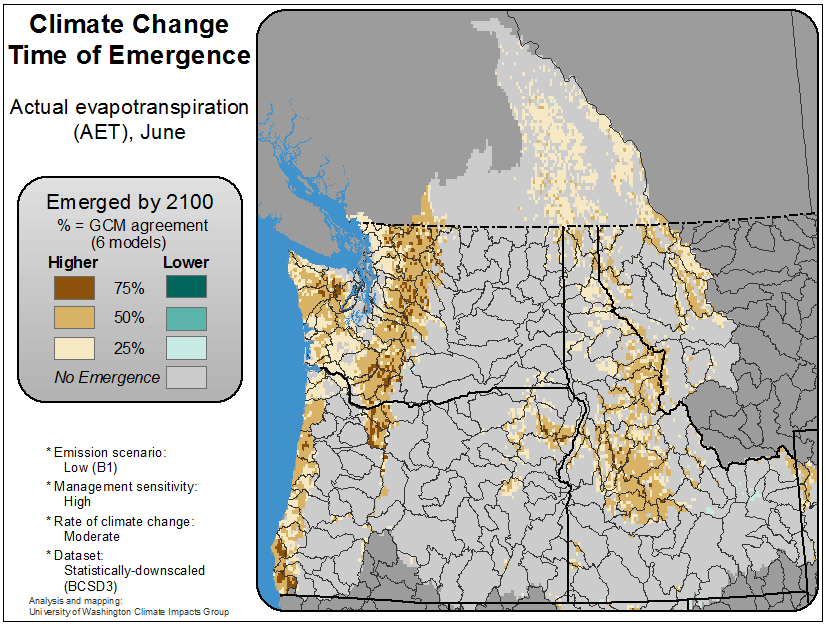 Climate Change
Time of Emergence
Actual evapotranspiration
(AET), June
Emerged by 2100
% = GCM agreement
(6 models)
Higher Lower
75%
50%
25%
No Emergence
* Emission scenario:
Low (B1)
* Management sensitivity:
High
* Rate of climate change:
Moderate
* Dataset:
Statistically-downscaled
(BCSD3)
Analysis and mapping:
University of Washington Climate Impacts Group